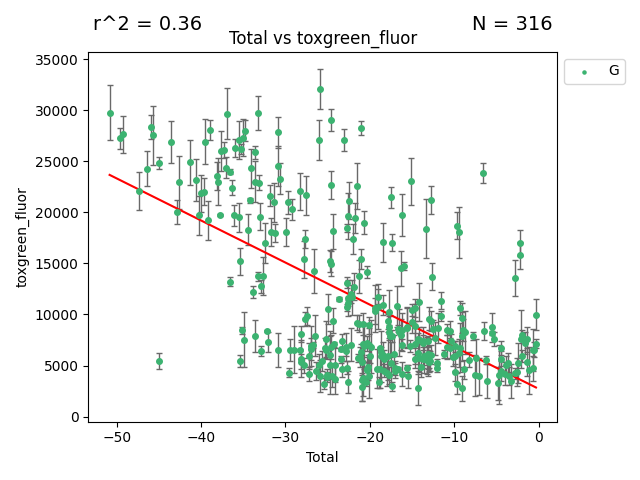 r^2 = 0.36
N = 316
Total vs toxgreen_fluor
G
toxgreen_fluor
35000
30000
25000
20000
15000
10000
5000
0
−50
−40
−30
−20
−10
0
Total